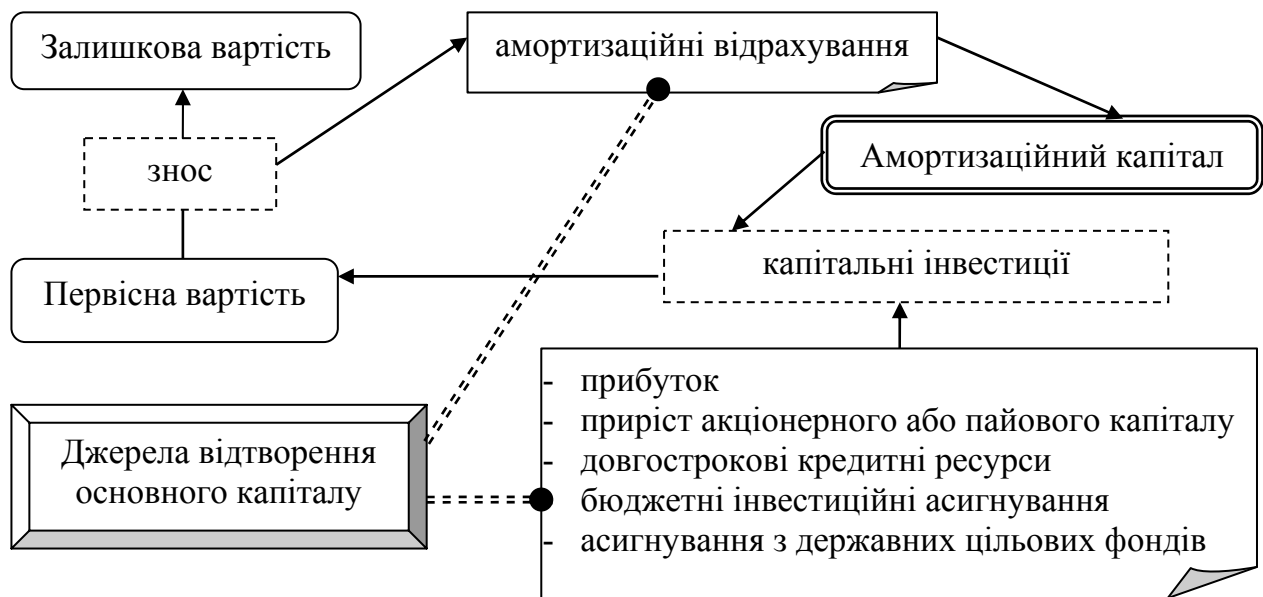 Залишкова вартість
амортизаційні відрахування
знос
Амортизаційний капітал
капітальні інвестиції
Первісна вартість
- прибуток
- приріст акціонерного або пайового капіталу
- довгострокові кредитні ресурси
- бюджетні інвестиційні асигнування
- асигнування з державних цільових фондів
Джерела відтворення
основного капіталу